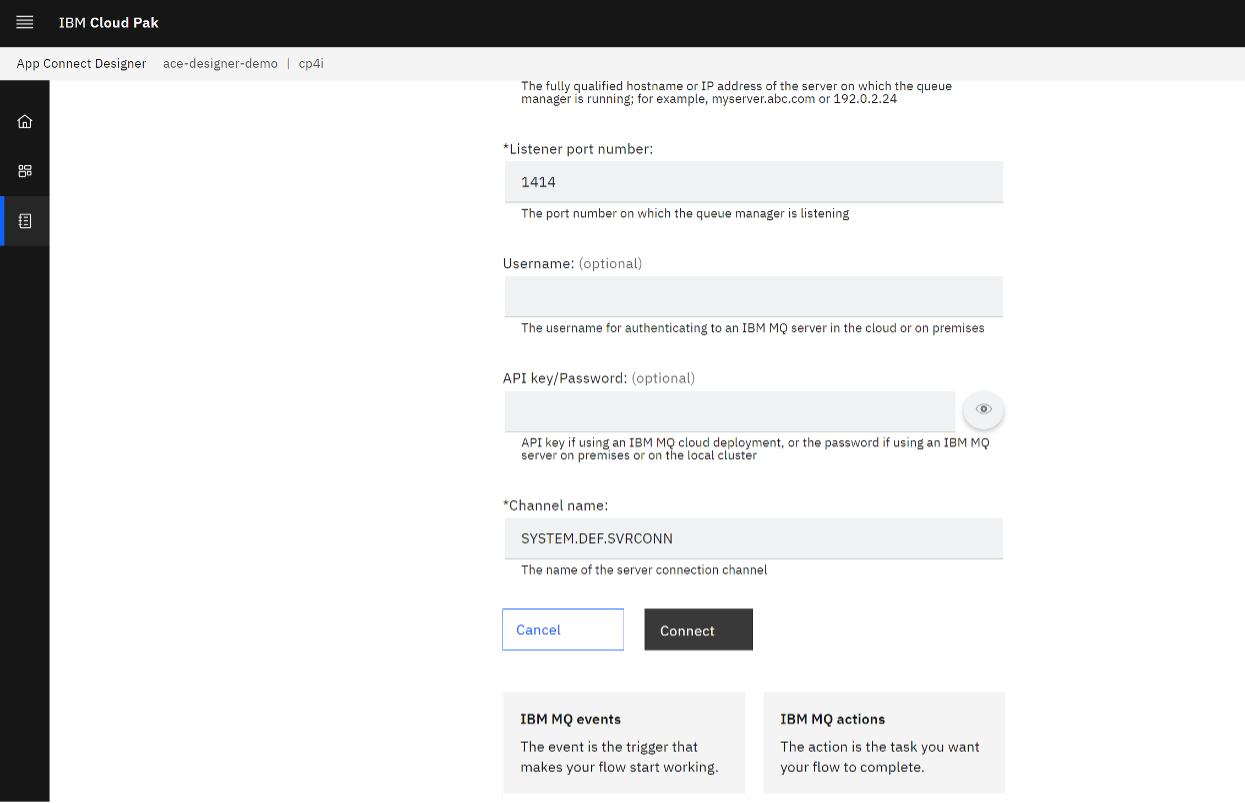 IBM Cloud Pak
App Connect Designer ace-designer-demo | cp4i
The fully qualified hostname or IP address of the server on which the queue
manager is running; for example, myserver.abc.com or 192.0.2.24
*Listener port number:
1414
The port number on which the queue manager is listening
Username: (optional)
The username for authenticating to an IBM MQ server in the cloud or on premises
API key/Password: (optional)
API key if using an IBM MQ cloud deployment, or the password if using an IBM MQ
server on premises or on the local cluster
*Channel name:
SYSTEM.DEF.SVRCONN
The name of the server connection channel
Cancel Connect
IBM MQ events
The event is the trigger that
makes your flow start working.
IBM MQ actions
The action is the task you want
your flow to complete.